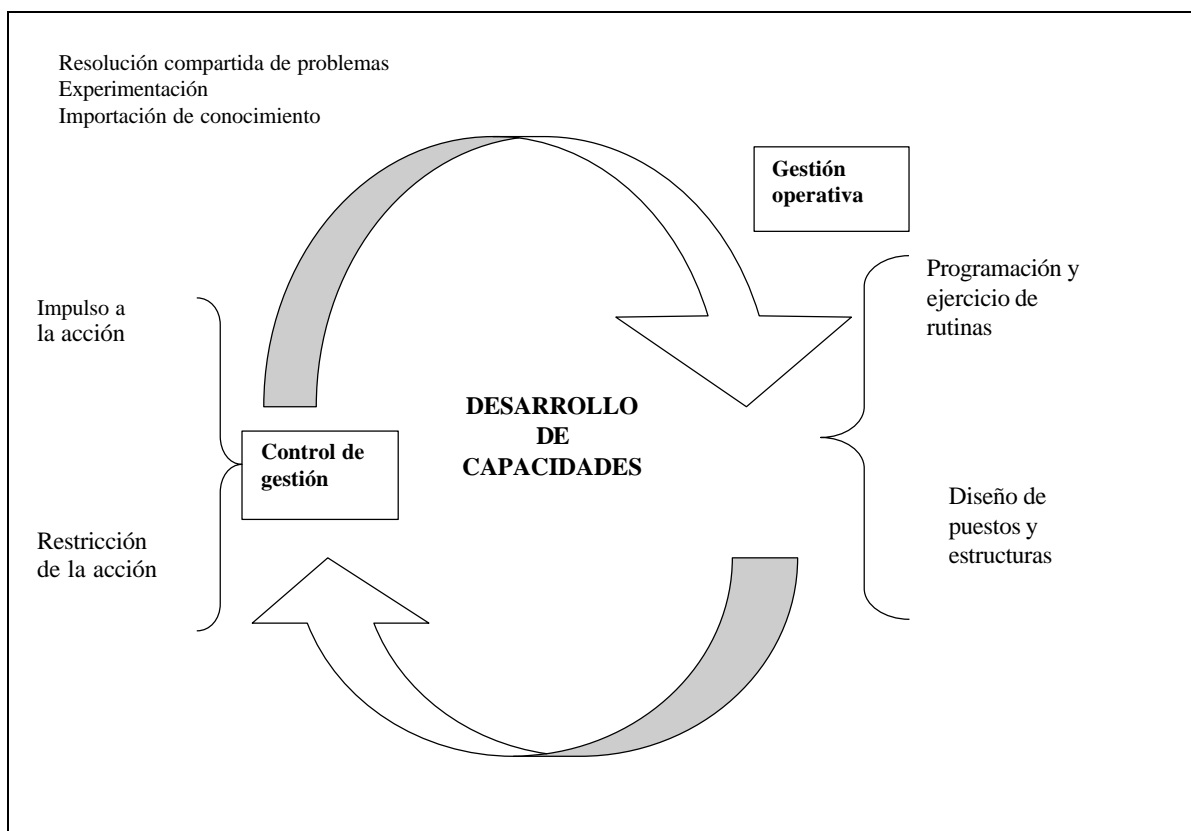 Resolución compartida de problemas
Experimentación
Importación de conocimiento
Gestión
operativa
Programación y
ejercicio de
rutinas
Impulso a
la acción
DESARROLLO
DE
CAPACIDADES
Control de
gestión
Diseño de
puestos y
estructuras
Restricción
de la acción